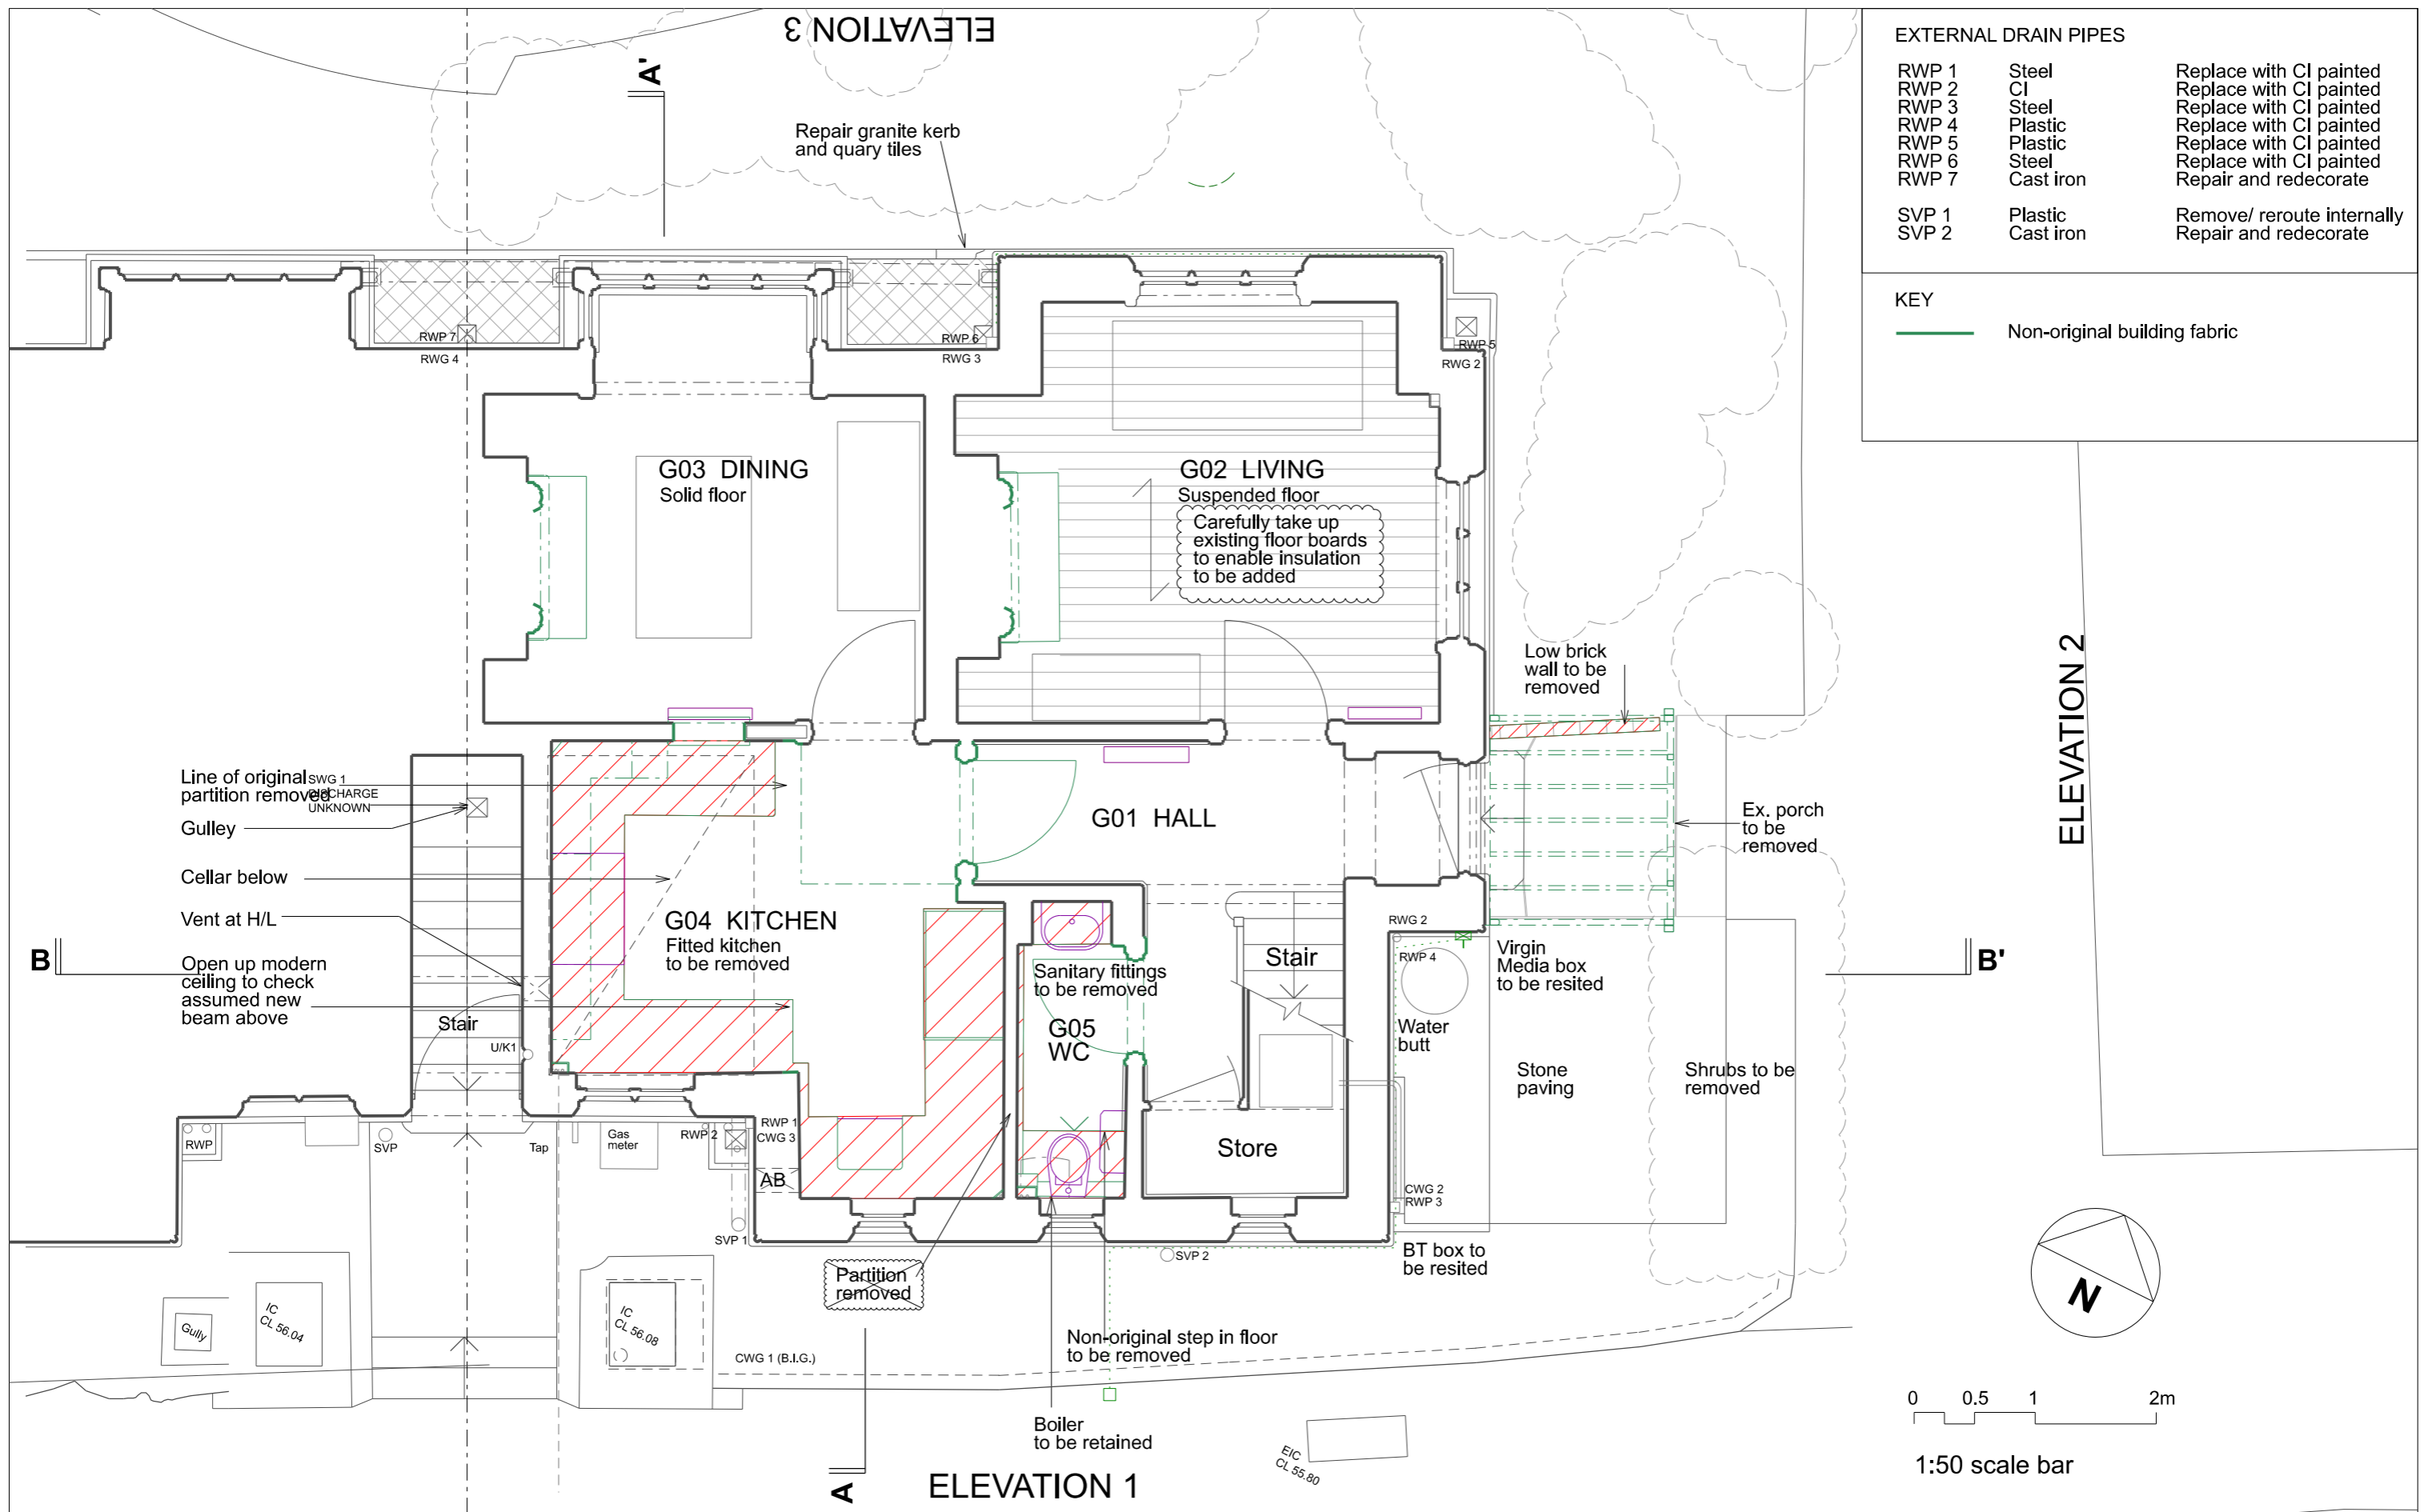 ELEVATION 3
EXTERNAL DRAIN PIPES
RWP 1 Steel Replace with CI painted
RWP 2 CI Replace with CI painted
RWP 3 Steel Replace with CI painted
RWP 4 Plastic Replace with CI painted
RWP 5 Plastic Replace with CI painted
RWP 6 Steel Replace with CI painted
RWP 7 Cast iron Repair and redecorate
SVP 1 Plastic Remove/ reroute internally
SVP 2 Cast iron Repair and redecorate
KEY
Non-original building fabric
A'
Repair granite kerb
and quary tiles
RWP 7
RWG 4
RWP 6
RWG 3
RWP 5
RWG 2
G03 DINING
Solid floor
G02 LIVING
Suspended floor
Carefully take up
existing floor boards
to enable insulation
to be added
Low brick
wall to be
removed
ELEVATION 2
Line of original
partition removed
SWG 1
DISCHARGE
UNKNOWN
Gulley
Cellar below
Vent at H/L
Open up modern
ceiling to check
assumed new
beam above
G01 HALL
Ex. porch
to be
removed
G04 KITCHEN
Fitted kitchen
to be removed
B
B'
Stair
U/K1
Sanitary fittings
to be removed
G05
WC
Stair
RWG 2
RWP 4
Virgin
Media box
to be resited
Water
butt
Stone
paving
Shrubs to be
removed
Store
RWP
SVP
Tap
Gas
meter
RWP 2
RWP 1
CWG 3
AB
SVP 1
CWG 2
RWP 3
SVP 2
BT box to
be resited
Partition
removed
Gully
IC
CL 56.04
IC
CL 56.08
CWG 1 (B.I.G.)
Non-original step in floor
to be removed
Boiler
to be retained
EIC
CL 55.80
A
ELEVATION 1
N
0 0.5 1 2m
1:50 scale bar